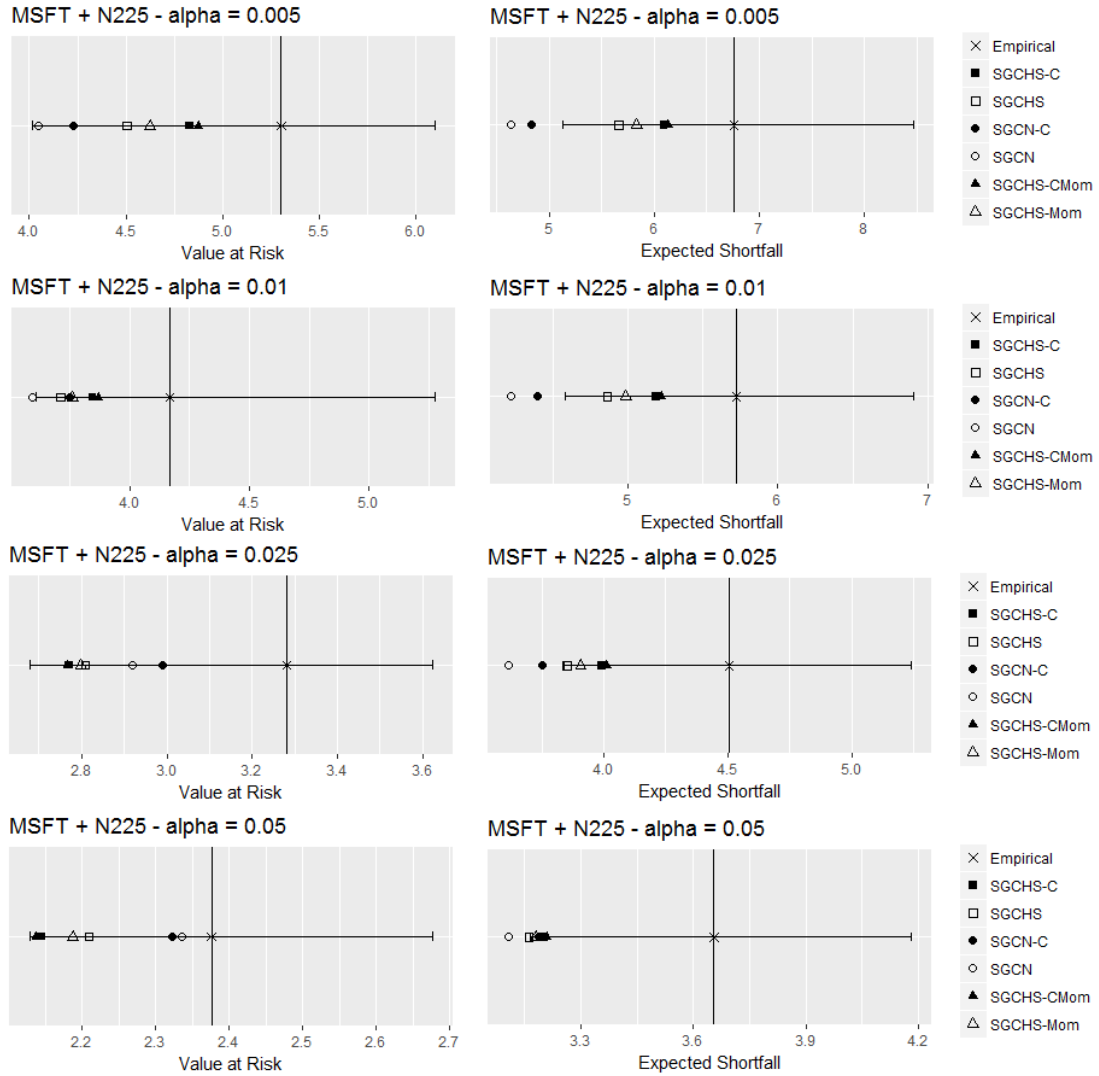 MSFT + N225 - alpha = 0.005
4.0 4.5 5.0 5.5 6.0
Value at Risk
MSFT + N225 - alpha = 0.005
5 6 7 8
Expected Shortfall
Empirical
SGCHS-C
SGCHS
SGCN-C
SGCN
SGCHS-CMom
SGCHS-Mom
MSFT + N225 - alpha = 0.01
4.0 4.5 5.0
Value at Risk
MSFT + N225 - alpha = 0.01
5 6 7
Expected Shortfall
Empirical
SGCHS-C
SGCHS
SGCN-C
SGCN
SGCHS-CMom
SGCHS-Mom
MSFT + N225 - alpha = 0.025
2.8 3.0 3.2 3.4 3.6
Value at Risk
MSFT + N225 - alpha = 0.025
4.0 4.5 5.0
Expected Shortfall
Empirical
SGCHS-C
SGCHS
SGCN-C
SGCN
SGCHS-CMom
SGCHS-Mom
MSFT + N225 - alpha = 0.05
2.2 2.3 2.4 2.5 2.6 2.7
Value at Risk
MSFT + N225 - alpha = 0.05
3.3 3.6 3.9 4.2
Expected Shortfall
Empirical
SGCHS-C
SGCHS
SGCN-C
SGCN
SGCHS-CMom
SGCHS-Mom